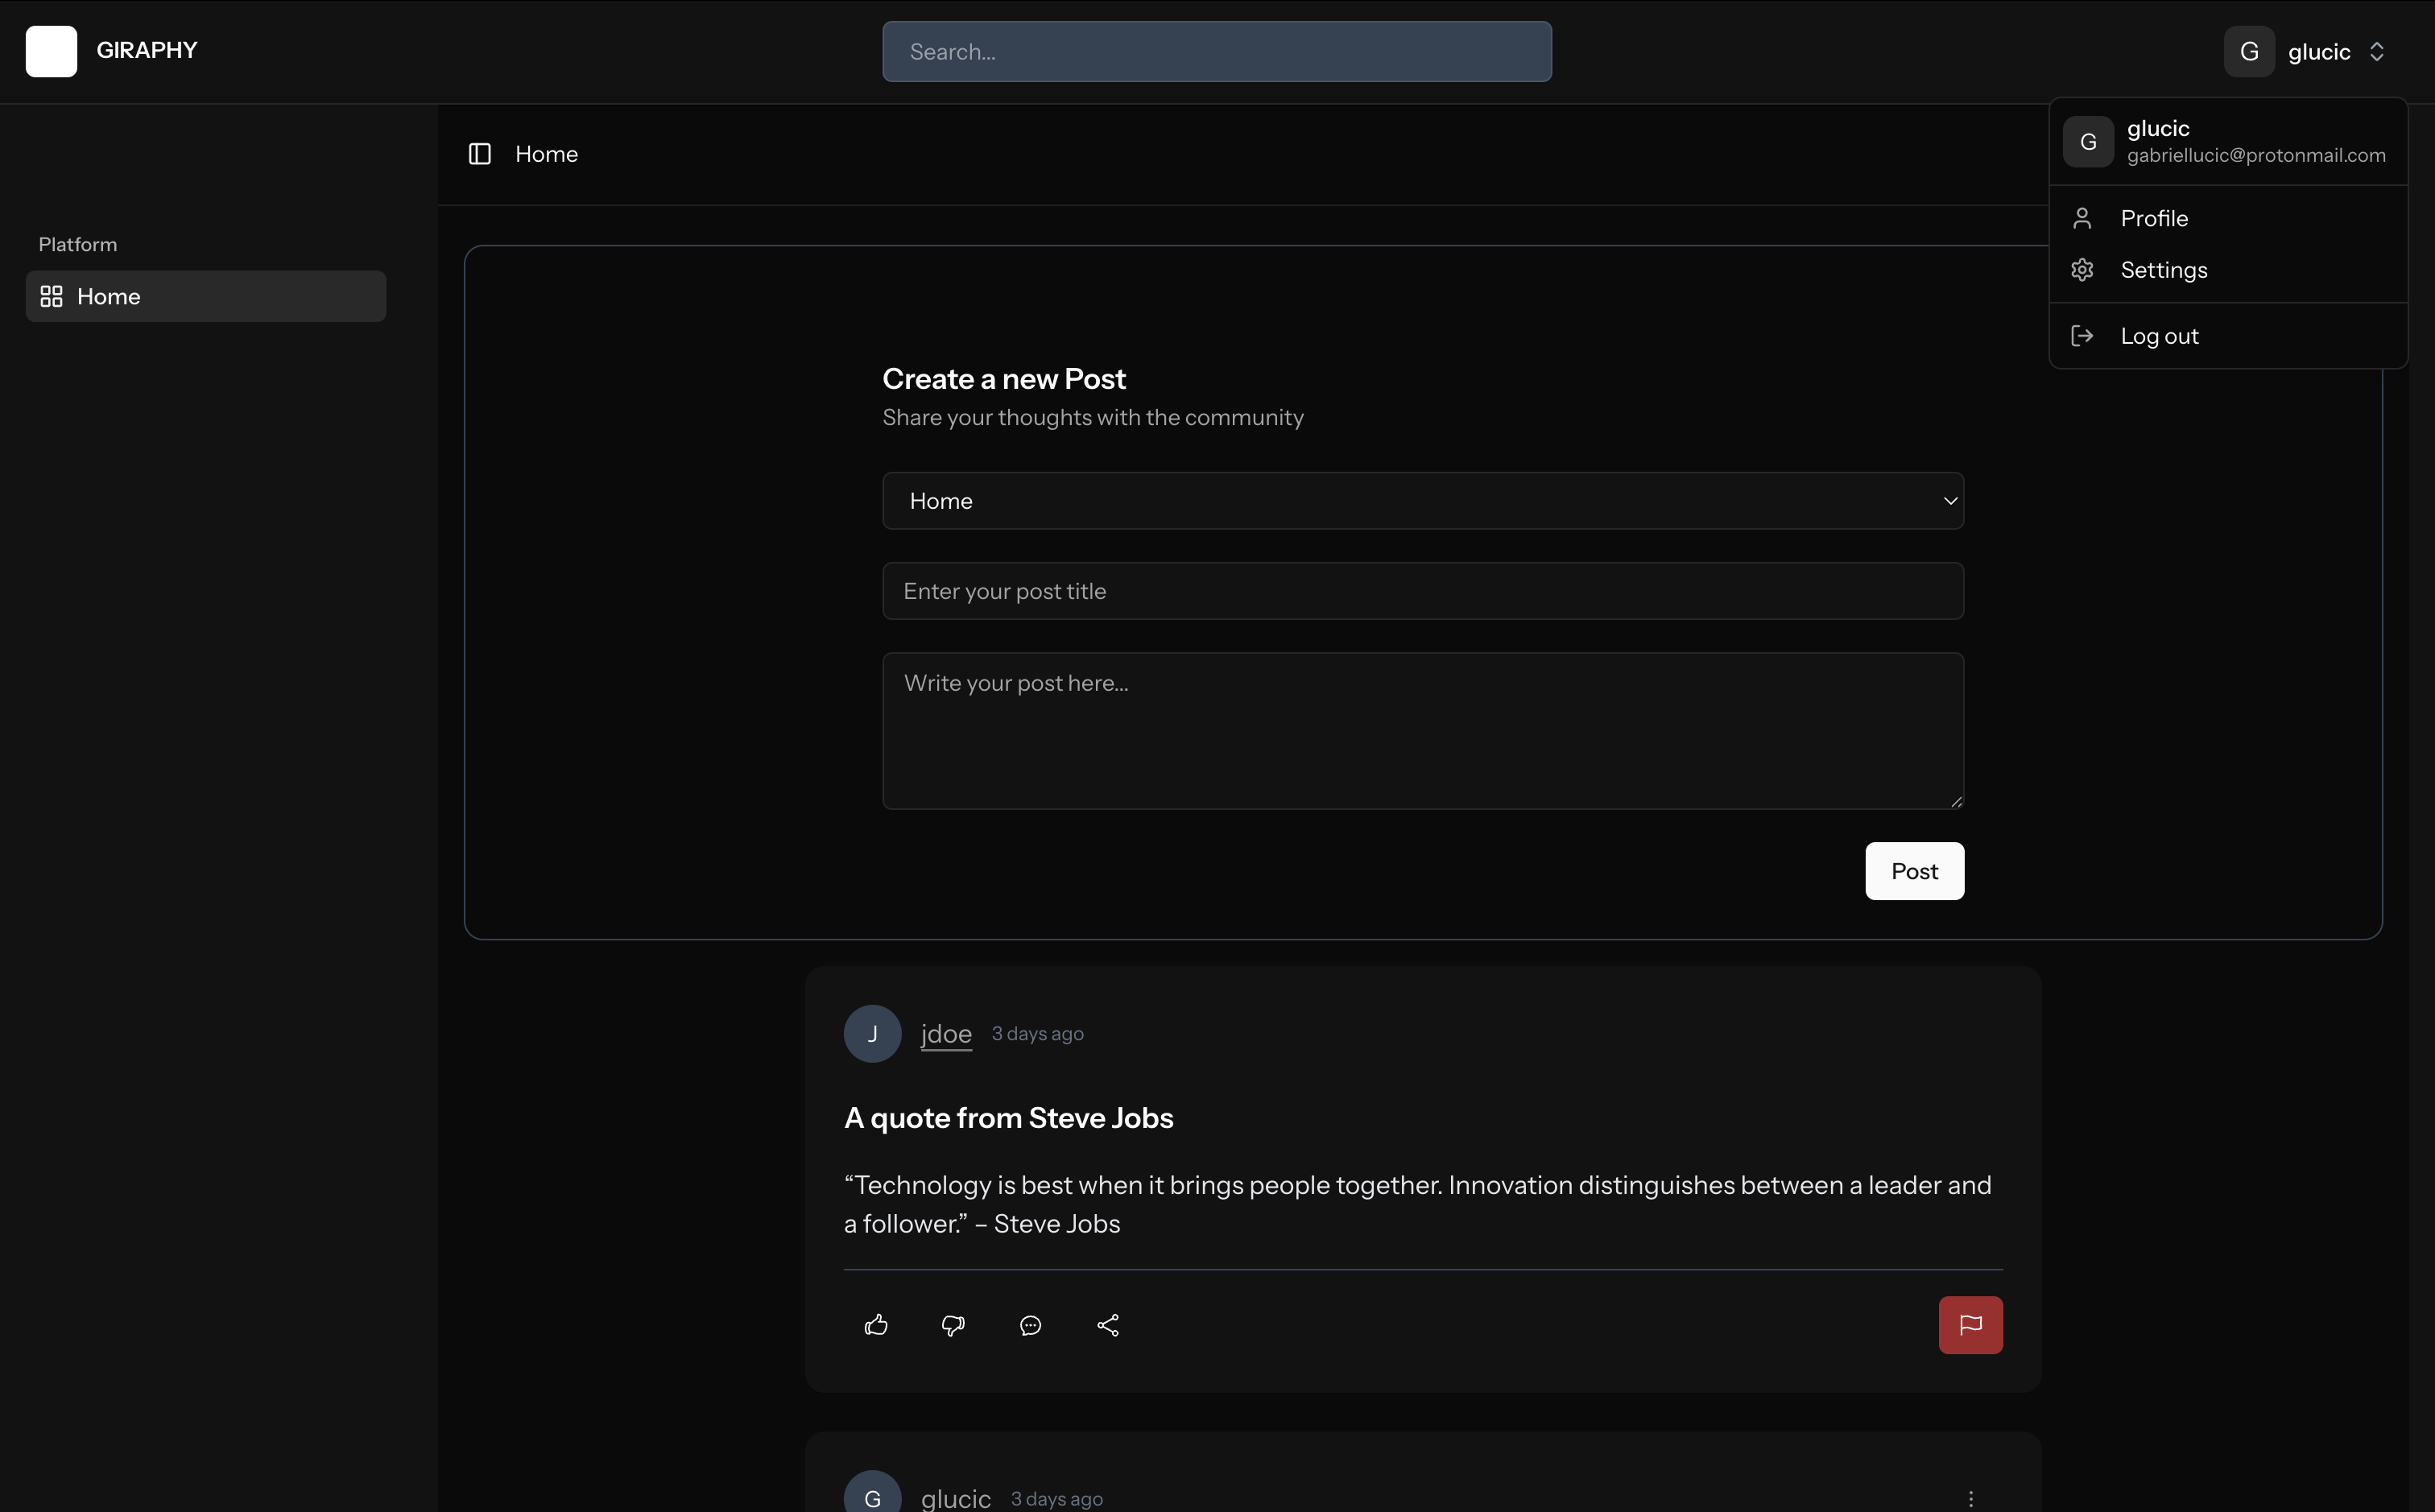 GIRAPHY
Search...
G
glucic
G
glucic
gabriellucic@protonmail.com
Profile
Settings
Log out
Platform
Home
Home
Create a new Post
Share your thoughts with the community
Home
Enter your post title
Write your post here...
Post
J
jdoe
3 days ago
A quote from Steve Jobs
“Technology is best when it brings people together. Innovation distinguishes between a leader and
a follower.” – Steve Jobs
G
glucic
3 days ago